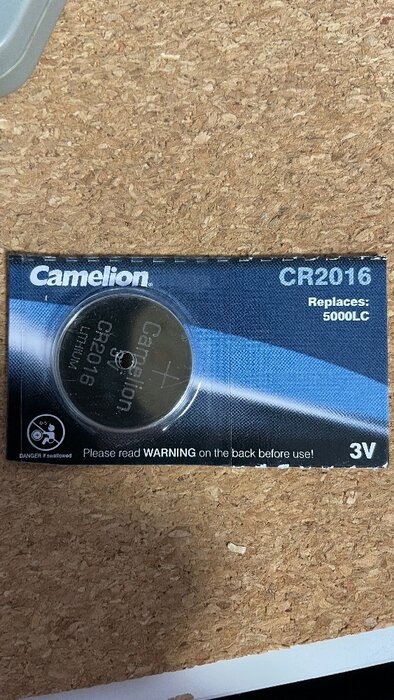 Camelion®
CR2016
Replaces:
5000LC
Camelion
3V
CR2016
LITHIUM
+
DANGER if swallowed
Please read WARNING on the back before use!
3V